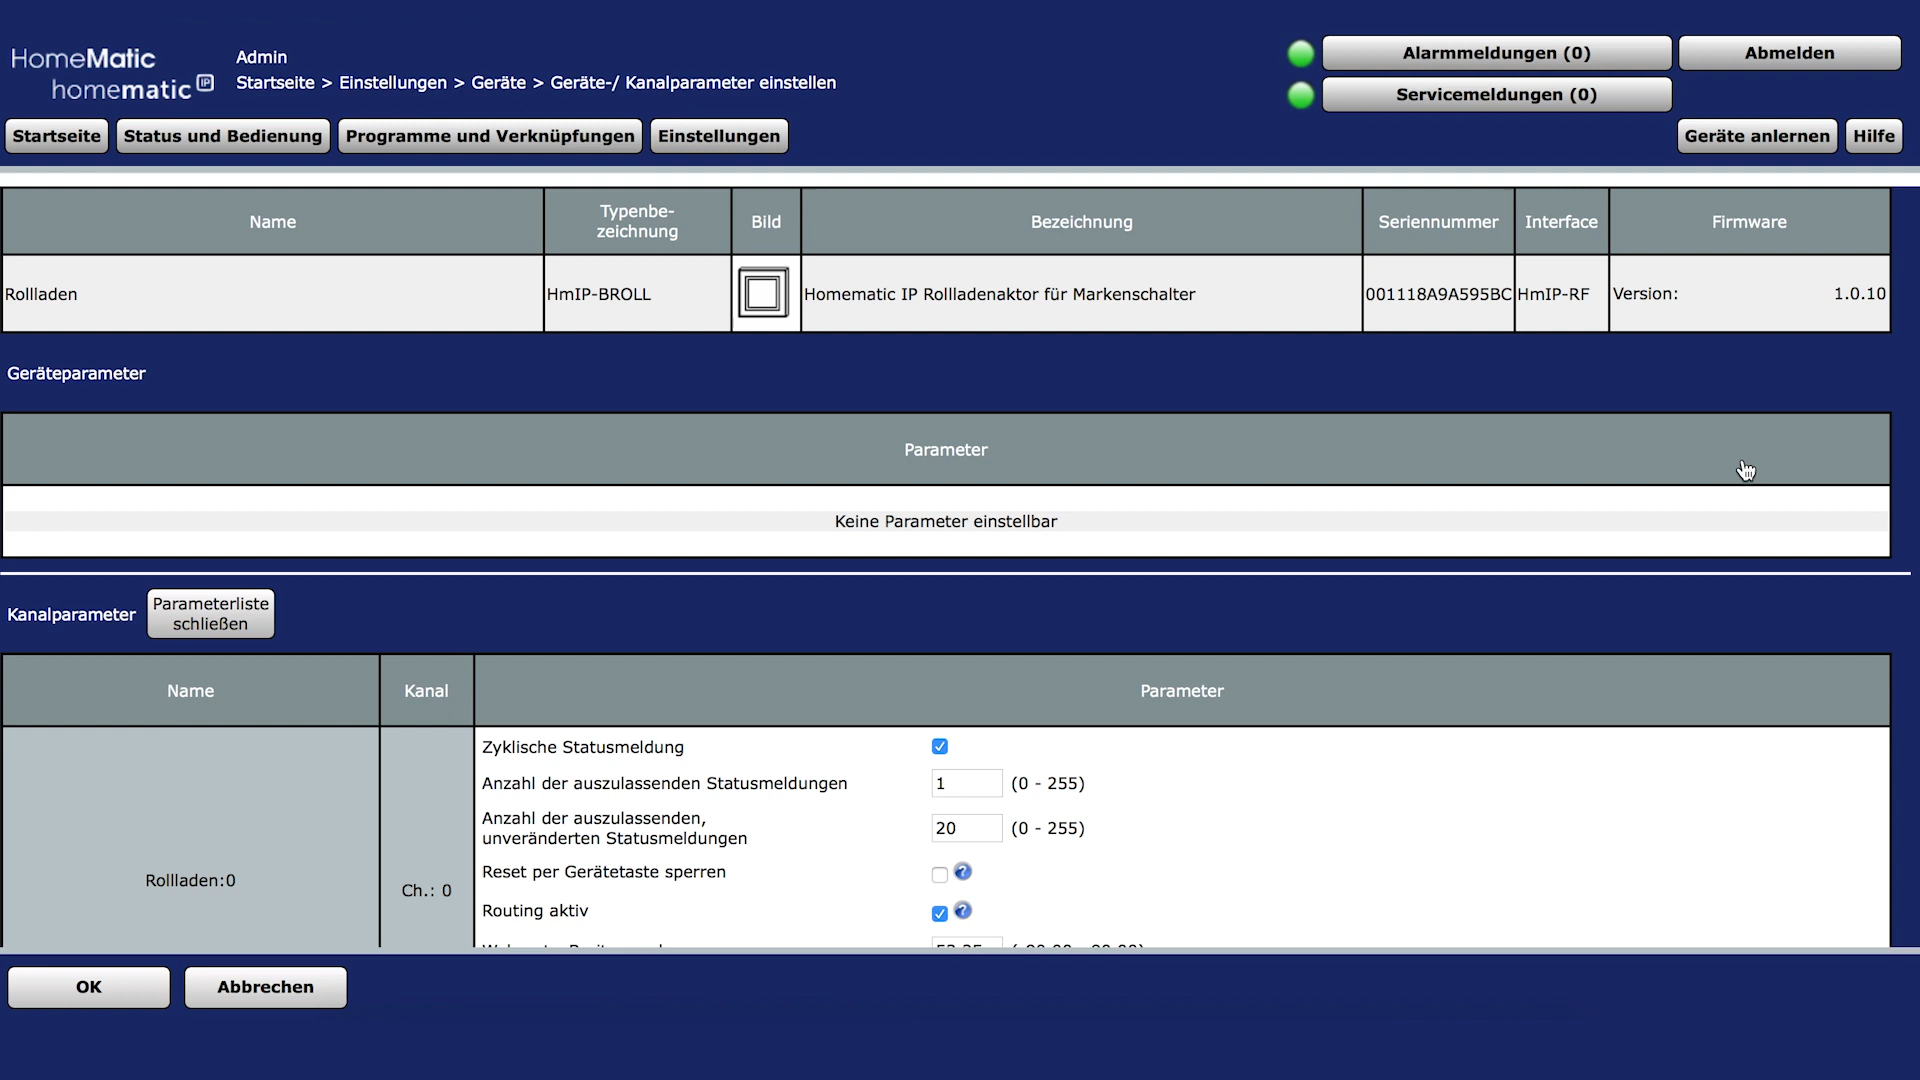 HomeMatic
homematic IP
Admin
Startseite > Einstellungen > Geräte > Geräte-/ Kanalparameter einstellen
Alarmmeldungen (0)
Abmelden
Servicemeldungen (0)
Startseite
Status und Bedienung
Programme und Verknüpfungen
Einstellungen
Geräte anlernen
Hilfe
Name
Typenbe-
zeichnung
Bild
Bezeichnung
Seriennummer
Interface
Firmware
Rollladen
HmIP-BROLL
Homematic IP Rollladenaktor für Markenschalter
001118A9A595BC
HmIP-RF
Version: 1.0.10
Geräteparameter
Parameter
Keine Parameter einstellbar
Kanalparameter
Parameterliste
schließen
Name
Kanal
Parameter
Rollladen:0
Ch.: 0
Zyklische Statusmeldung
Anzahl der auszulassenden Statusmeldungen
1 (0 - 255)
Anzahl der auszulassenden,
unveränderten Statusmeldungen
20 (0 - 255)
Reset per Gerätetaste sperren
?
Routing aktiv
?
OK
Abbrechen